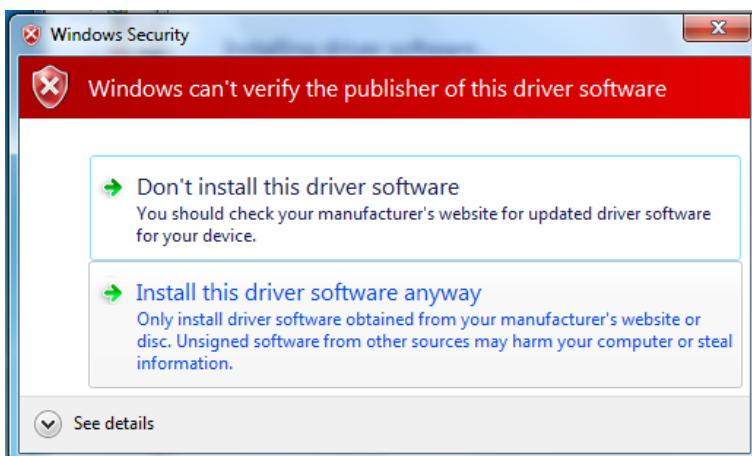 Windows Security
Installing driver software...
Windows can't verify the publisher of this driver software
Don't install this driver software
You should check your manufacturer's website for updated driver software
for your device.
Install this driver software anyway
Only install driver software obtained from your manufacturer's website or
disc. Unsigned software from other sources may harm your computer or steal
information.
See details